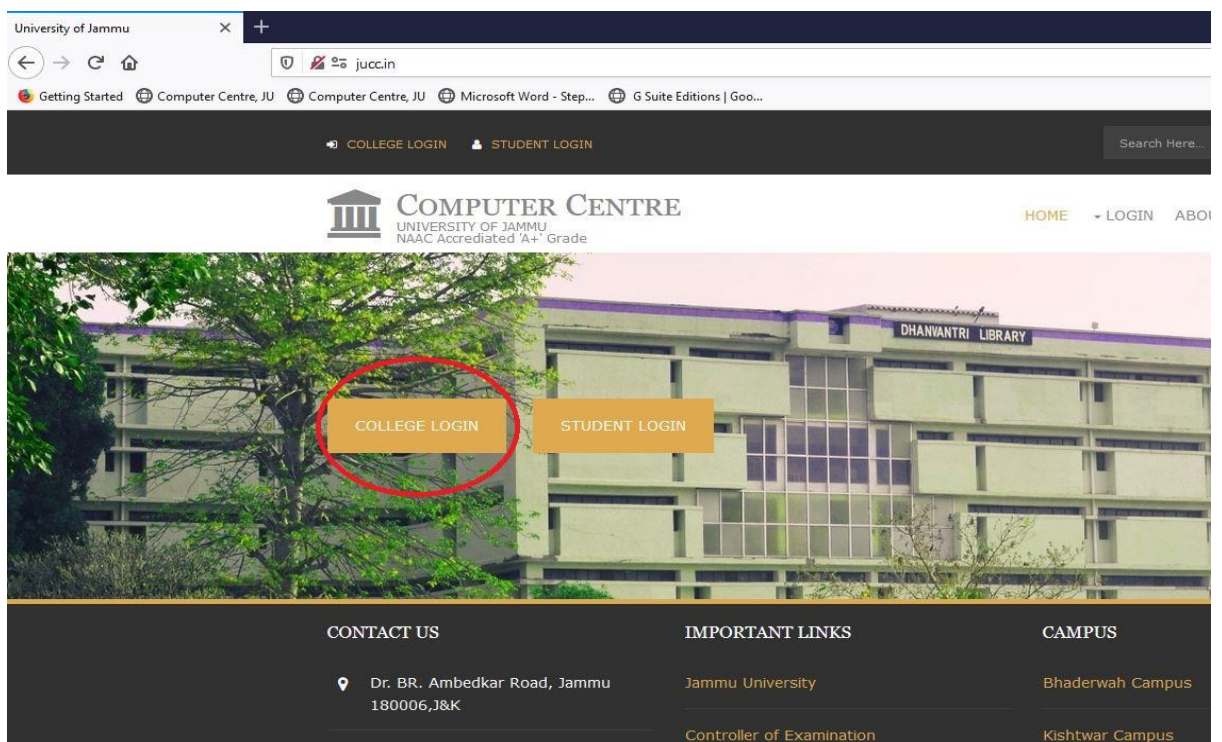 University of Jammu
jucc.in
Getting Started Computer Centre, JU Computer Centre, JU Microsoft Word - Step... G Suite Editions | Goo...
COLLEGE LOGIN STUDENT LOGIN Search Here...
COMPUTER CENTRE
UNIVERSITY OF JAMMU
NAAC Accrediated 'A+' Grade
HOME LOGIN ABOU
DHANVANTRI LIBRARY
COLLEGE LOGIN STUDENT LOGIN
CONTACT US IMPORTANT LINKS CAMPUS
Dr. BR. Ambedkar Road, Jammu Jammu University Bhaderwah Campus
180006,J&K
Controller of Examination Kishtwar Campus